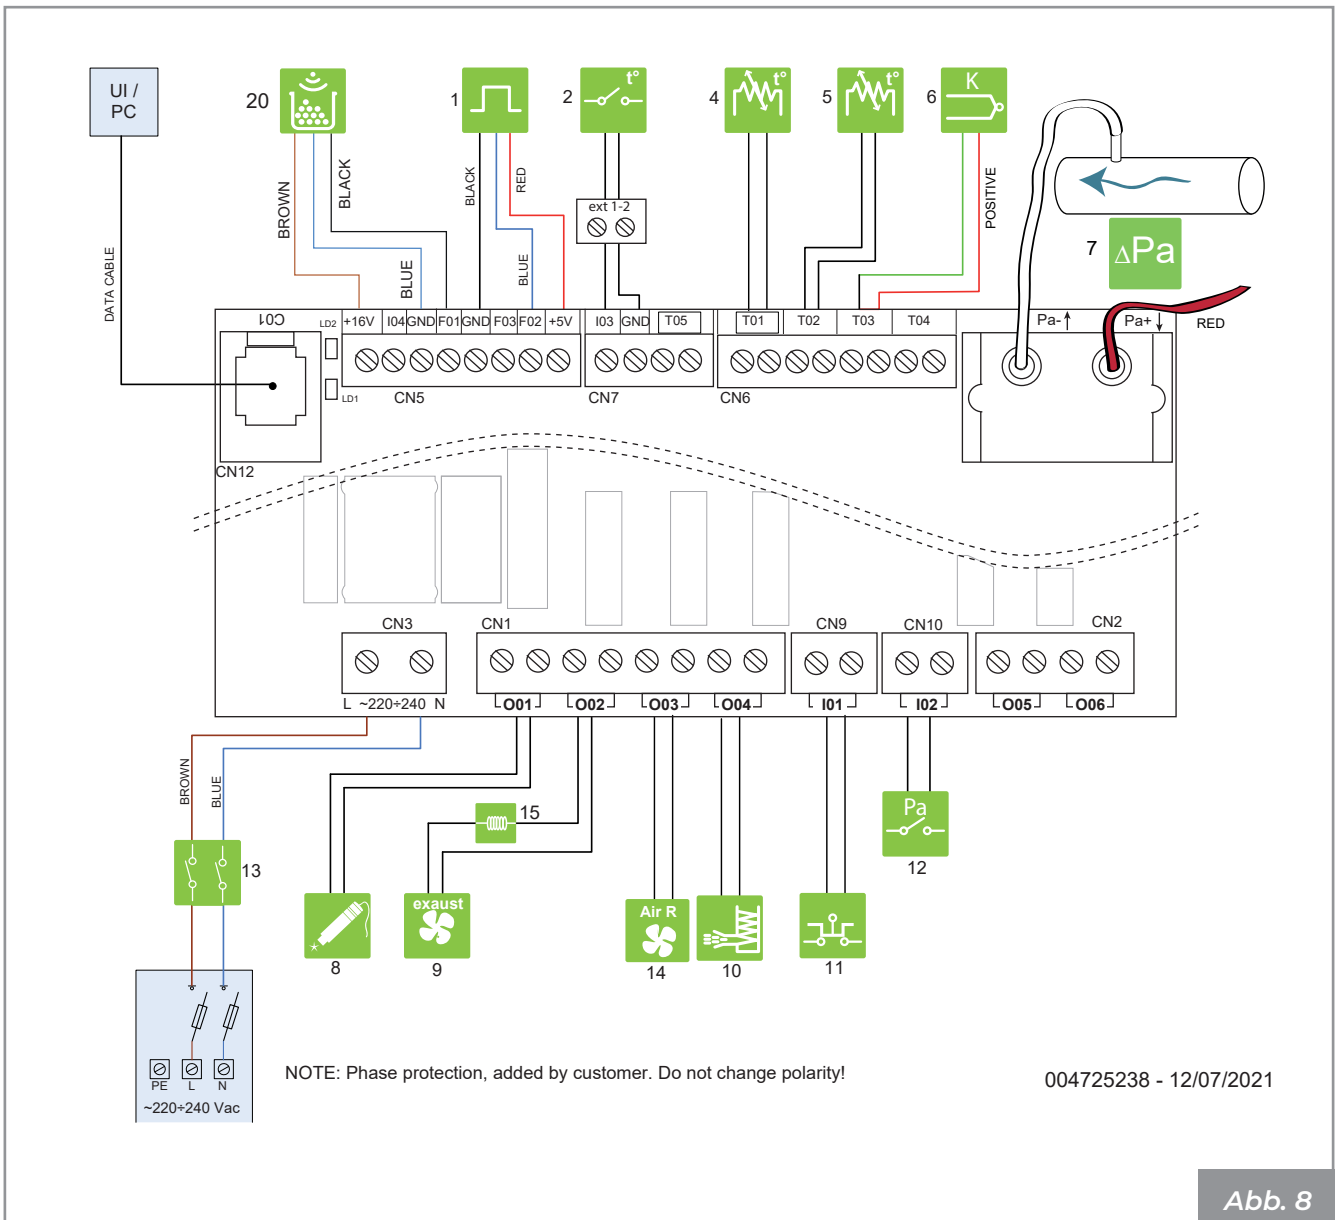 UI /
PC
20
1
2
t°
4
t°
5
t°
6
K
7
ΔPa
DATA CABLE
BROWN
BLUE
BLACK
BLACK
BLUE
RED
ext 1-2
POSITIVE
RED
C01
LD2
LD1
+16V I04 GND F01 GND F03 F02 +5V
I03 GND T05
T01 T02 T03 T04
Pa- Pa+
CN12
CN5
CN7
CN6
CN3
CN1
CN9
CN10
CN2
L ~220÷240 N
O01 O02 O03 O04
I01
I02
O05 O06
BROWN
BLUE
13
15
8
exaust
9
Air R
14
10
11
Pa
12
PE L N
~220÷240 Vac
NOTE: Phase protection, added by customer. Do not change polarity!
004725238 - 12/07/2021
Abb. 8